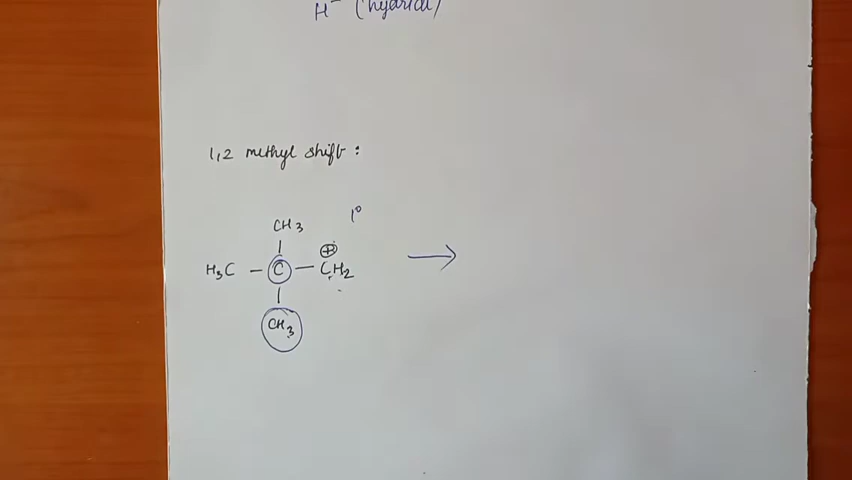 H⁻ (hydride)
1,2 methyl shift :
1°
CH3
H3C - C - CH2
⊕
CH3